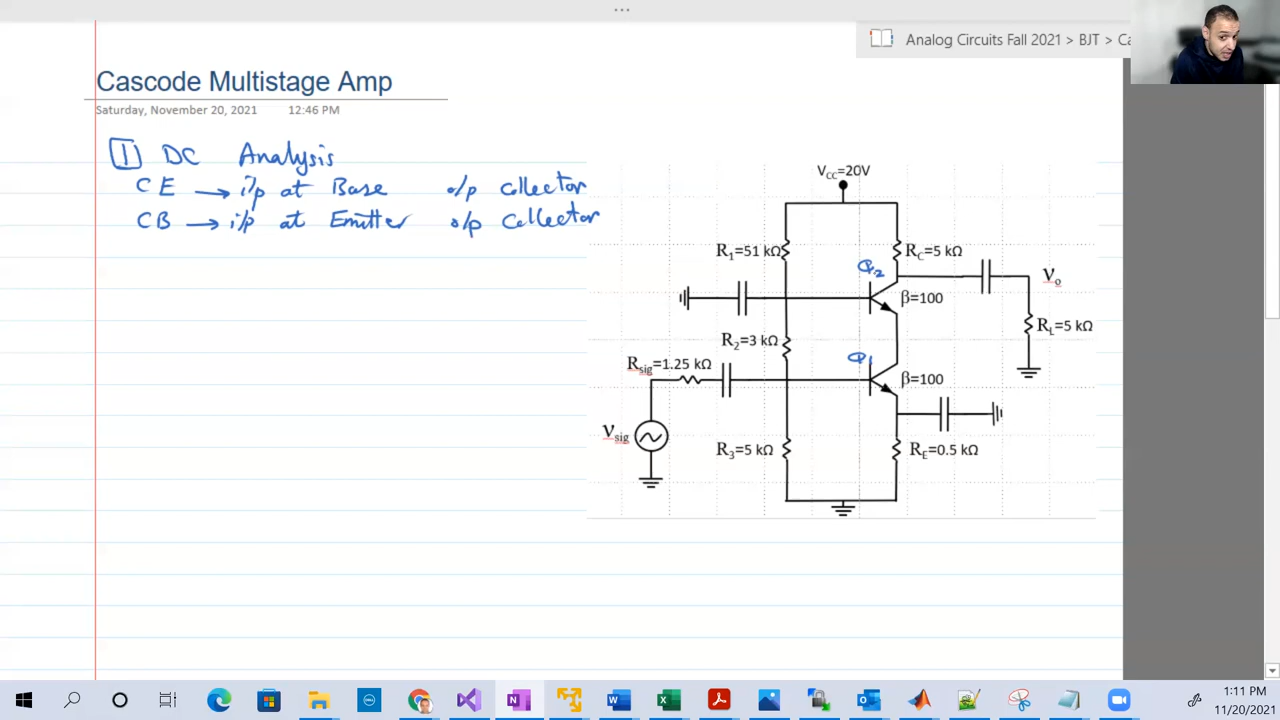 Analog Circuits Fall 2021 > BJT > Ca
Cascode Multistage Amp
Saturday, November 20, 2021 12:46 PM
1 DC Analysis
CE → i/p at Base o/p collector
CB → i/p at Emitter o/p Collector
VCC=20V
R1=51 kΩ
RC=5 kΩ
Q2
νo
β=100
RL=5 kΩ
R2=3 kΩ
Q1
Rsig=1.25 kΩ
β=100
νsig
R3=5 kΩ
RE=0.5 kΩ
1:11 PM
11/20/2021